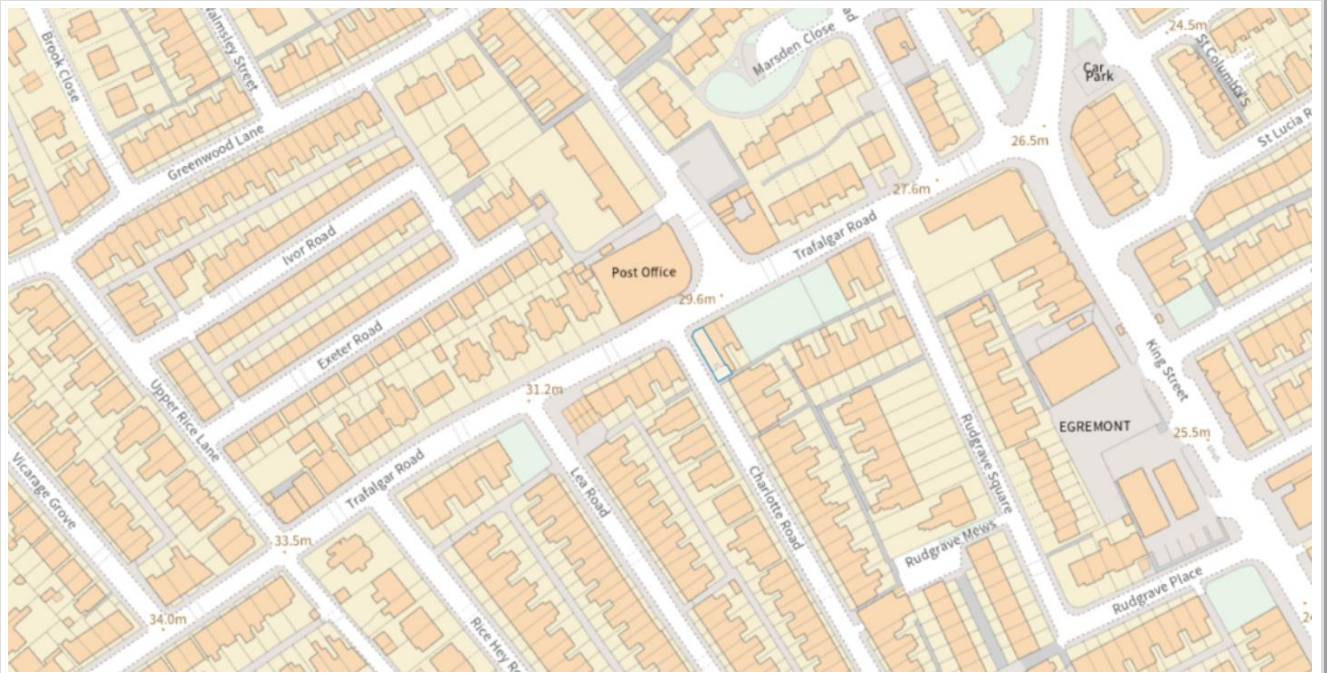 24.5m
Brook Close
Walmsley Street
Marsden Close
Car
Park
St Columba's
26.5m
St Lucia R
Greenwood Lane
27.6m
Trafalgar Road
Ivor Road
Post Office
29.6m
Exeter Road
King Street
31.2m
Upper Rice Lane
EGREMONT
25.5m
Rudgrave Square
Trafalgar Road
Lea Road
Charlotte Road
Vicarage Grove
33.5m
Rudgrave Mews
Rudgrave Place
34.0m
Rice Hey Ro
24